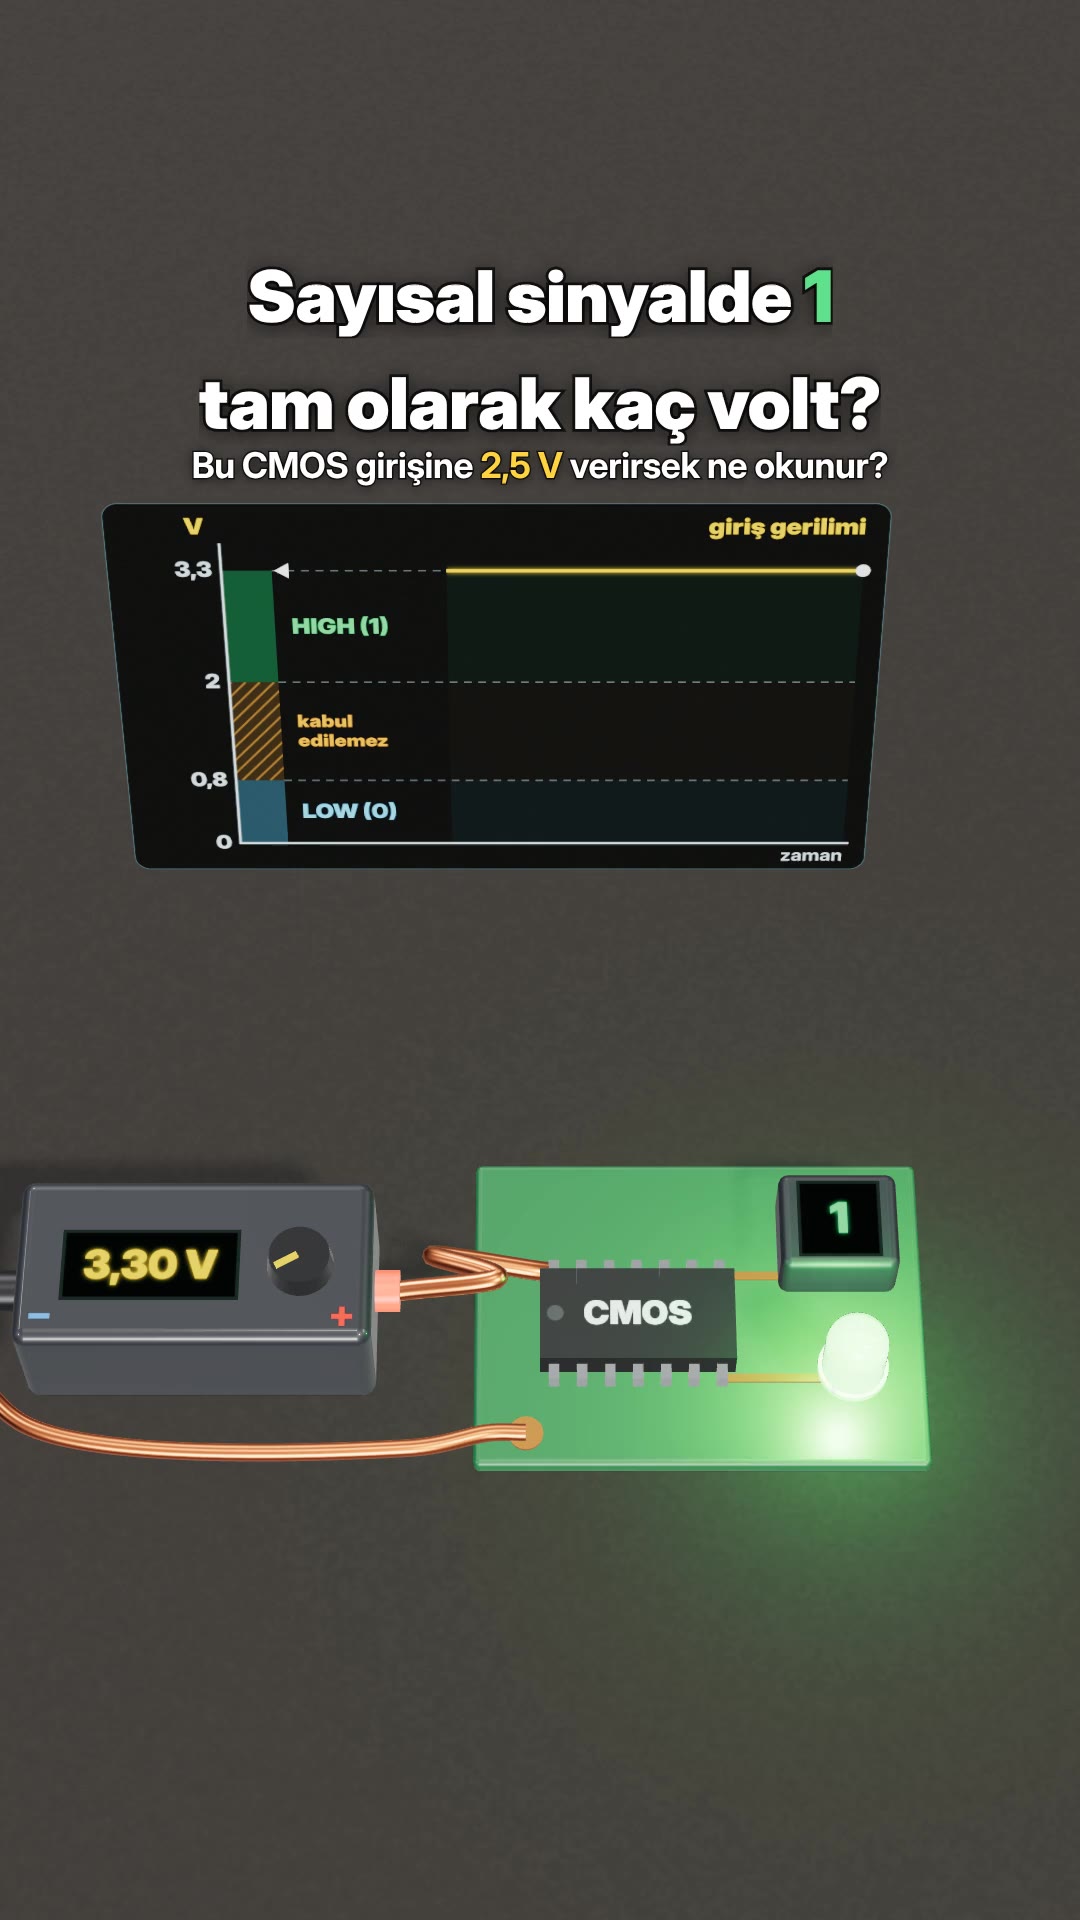 Sayısal sinyalde 1
tam olarak kaç volt?
Bu CMOS girişine 2,5 V verirsek ne okunur?
V
giriş gerilimi
3,3
HIGH (1)
2
kabul
edilemez
0,8
LOW (0)
0
zaman
1
3,30 V
CMOS
− +